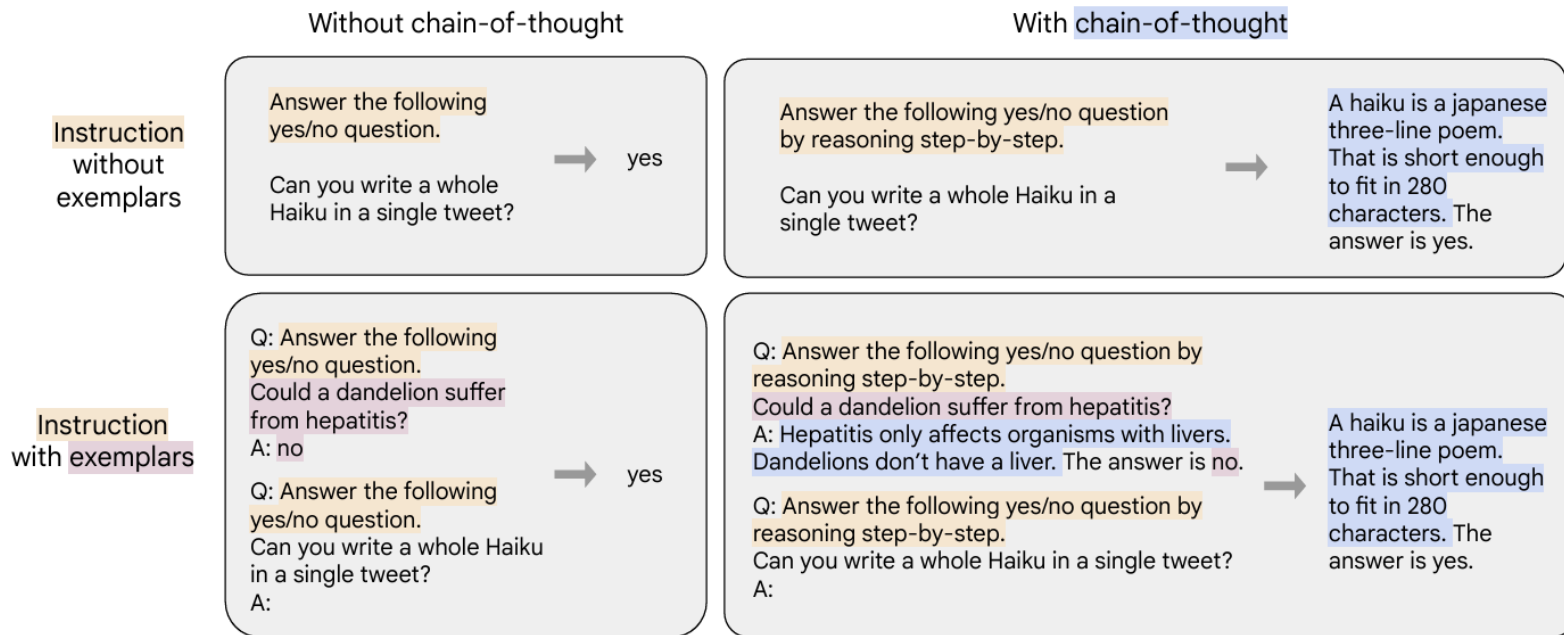 Without chain-of-thought
With chain-of-thought
Instruction
without
exemplars
Answer the following
yes/no question.
Can you write a whole
Haiku in a single tweet?
yes
Answer the following yes/no question
by reasoning step-by-step.
Can you write a whole Haiku in a
single tweet?
A haiku is a japanese
three-line poem.
That is short enough
to fit in 280
characters. The
answer is yes.
Instruction
with exemplars
Q: Answer the following
yes/no question.
Could a dandelion suffer
from hepatitis?
A: no
Q: Answer the following
yes/no question.
Can you write a whole Haiku
in a single tweet?
A:
yes
Q: Answer the following yes/no question by
reasoning step-by-step.
Could a dandelion suffer from hepatitis?
A: Hepatitis only affects organisms with livers.
Dandelions don’t have a liver. The answer is no.
Q: Answer the following yes/no question by
reasoning step-by-step.
Can you write a whole Haiku in a single tweet?
A:
A haiku is a japanese
three-line poem.
That is short enough
to fit in 280
characters. The
answer is yes.